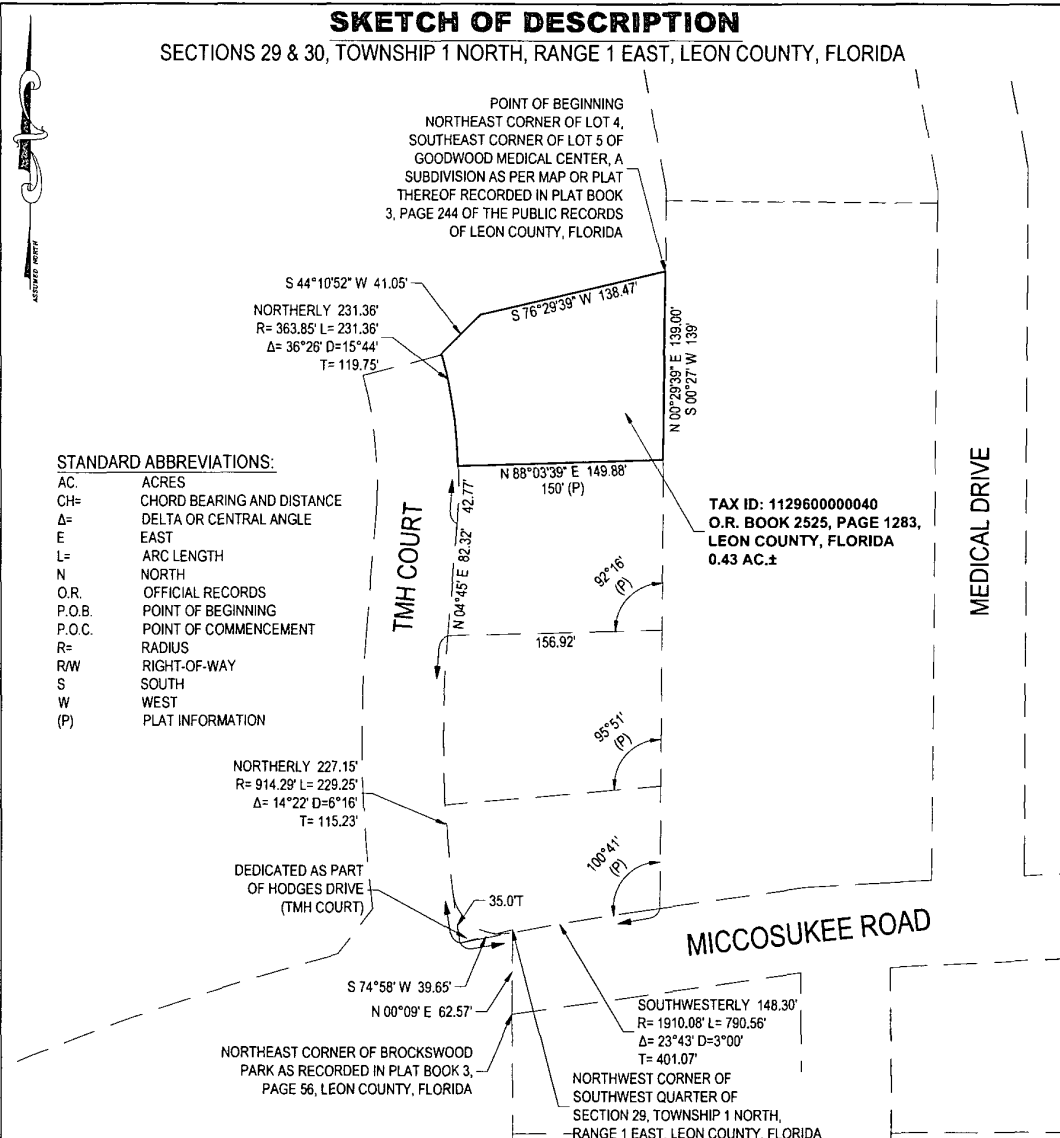 SKETCH OF DESCRIPTION
SECTIONS 29 & 30, TOWNSHIP 1 NORTH, RANGE 1 EAST, LEON COUNTY, FLORIDA
ASSUMED NORTH
POINT OF BEGINNING
NORTHEAST CORNER OF LOT 4,
SOUTHEAST CORNER OF LOT 5 OF
GOODWOOD MEDICAL CENTER, A
SUBDIVISION AS PER MAP OR PLAT
THEREOF RECORDED IN PLAT BOOK
3, PAGE 244 OF THE PUBLIC RECORDS
OF LEON COUNTY, FLORIDA
S 44°10'52" W 41.05'
S 76°29'39" W 138.47'
NORTHERLY 231.36'
R= 363.85' L= 231.36'
Δ= 36°26' D=15°44'
T= 119.75'
N 00°29'39" E 139.00'
S 00°27' W 139'
N 88°03'39" E 149.88'
150' (P)
STANDARD ABBREVIATIONS:
AC. ACRES
CH= CHORD BEARING AND DISTANCE
Δ= DELTA OR CENTRAL ANGLE
E EAST
L= ARC LENGTH
N NORTH
O.R. OFFICIAL RECORDS
P.O.B. POINT OF BEGINNING
P.O.C. POINT OF COMMENCEMENT
R= RADIUS
R/W RIGHT-OF-WAY
S SOUTH
W WEST
(P) PLAT INFORMATION
TMH COURT
N 04°45' E 82.32' 42.77'
TAX ID: 1129600000040
O.R. BOOK 2525, PAGE 1283,
LEON COUNTY, FLORIDA
0.43 AC.±
MEDICAL DRIVE
92°16'
(P)
156.92'
95°51'
(P)
NORTHERLY 227.15'
R= 914.29' L= 229.25'
Δ= 14°22' D=6°16'
T= 115.23'
100°41'
(P)
DEDICATED AS PART
OF HODGES DRIVE
(TMH COURT)
35.0'T
MICCOSUKEE ROAD
S 74°58' W 39.65'
N 00°09' E 62.57'
SOUTHWESTERLY 148.30'
R= 1910.08' L= 790.56'
Δ= 23°43' D=3°00'
T= 401.07'
NORTHEAST CORNER OF BROCKSWOOD
PARK AS RECORDED IN PLAT BOOK 3,
PAGE 56, LEON COUNTY, FLORIDA
NORTHWEST CORNER OF
SOUTHWEST QUARTER OF
SECTION 29, TOWNSHIP 1 NORTH,
RANGE 1 EAST, LEON COUNTY, FLORIDA